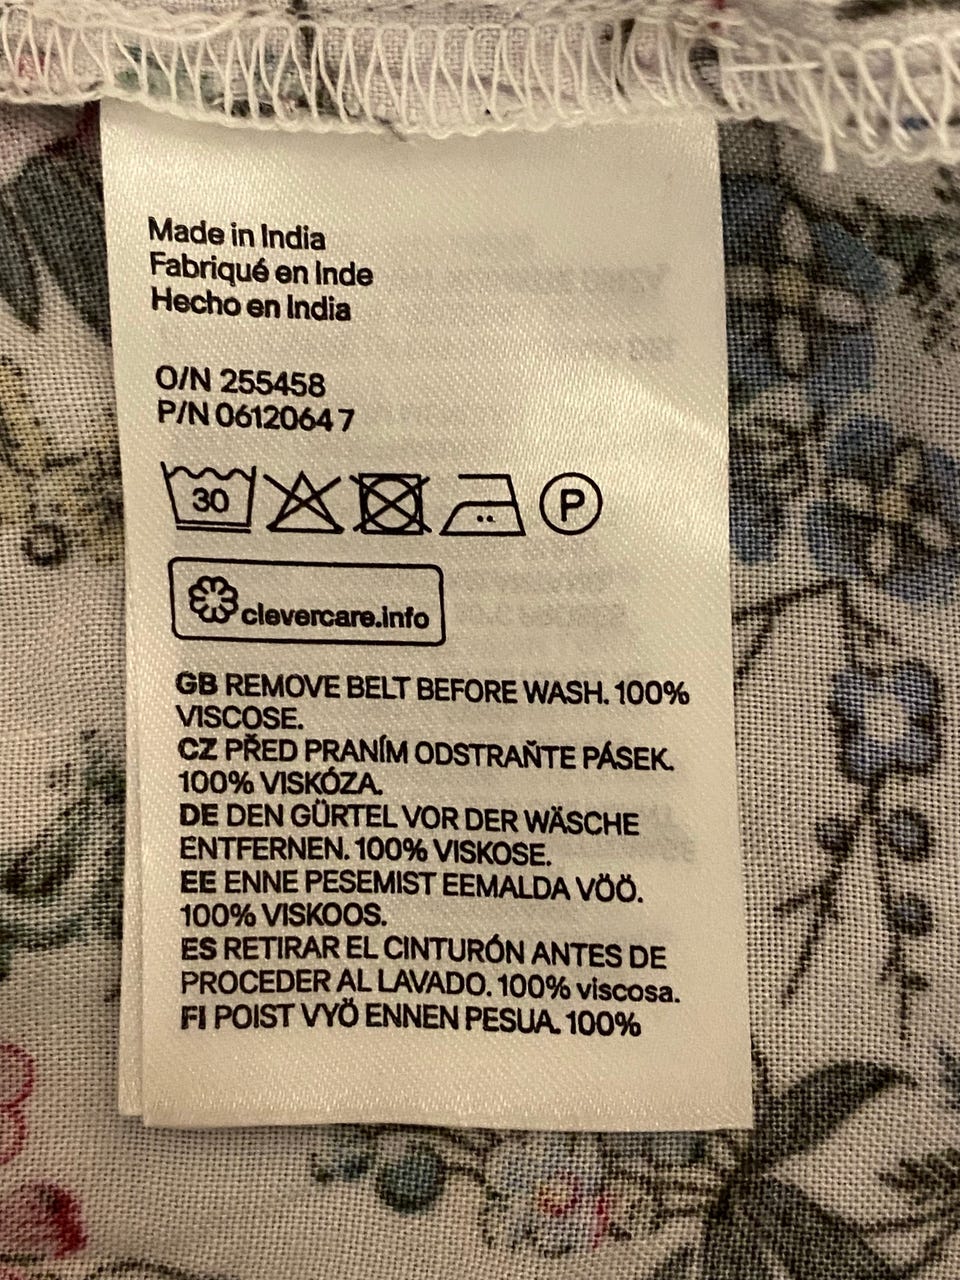 Made in India
Fabriqué en Inde
Hecho en India
O/N 255458
P/N 0612064 7
30 P
clevercare.info
GB REMOVE BELT BEFORE WASH. 100%
VISCOSE.
CZ PŘED PRANÍM ODSTRAŇTE PÁSEK.
100% VISKÓZA.
DE DEN GÜRTEL VOR DER WÄSCHE
ENTFERNEN. 100% VISKOSE.
EE ENNE PESEMIST EEMALDA VÖÖ.
100% VISKOOS.
ES RETIRAR EL CINTURÓN ANTES DE
PROCEDER AL LAVADO. 100% viscosa.
FI POIST VYÖ ENNEN PESUA. 100%